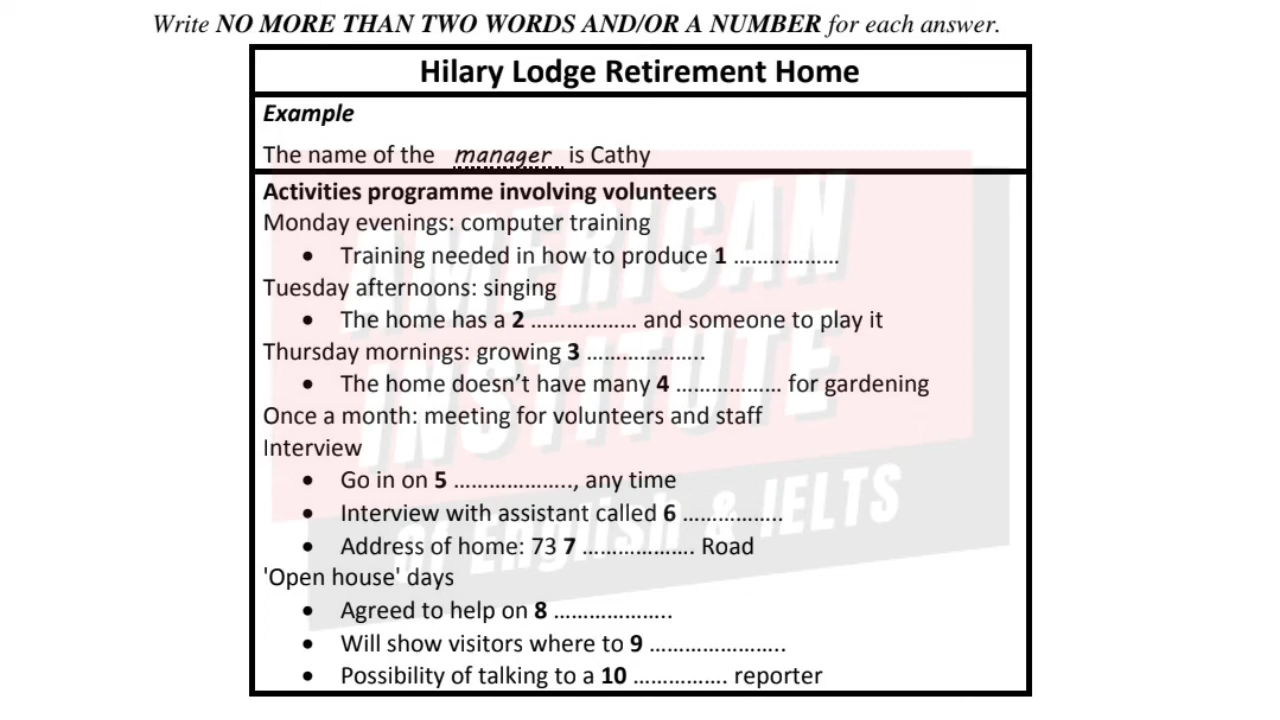 Write NO MORE THAN TWO WORDS AND/OR A NUMBER for each answer.
Hilary Lodge Retirement Home
Example
The name of the manager is Cathy
Activities programme involving volunteers
Monday evenings: computer training
• Training needed in how to produce 1 ………………
Tuesday afternoons: singing
• The home has a 2 ……………… and someone to play it
Thursday mornings: growing 3 ………………..
• The home doesn’t have many 4 ……………… for gardening
Once a month: meeting for volunteers and staff
Interview
• Go in on 5 ……………….., any time
• Interview with assistant called 6 ……………..
• Address of home: 73 7 ………………. Road
'Open house' days
• Agreed to help on 8 ………………..
• Will show visitors where to 9 …………………..
• Possibility of talking to a 10 ……………. reporter
AMERICAN
INSTITUTE
Of English & IELTS